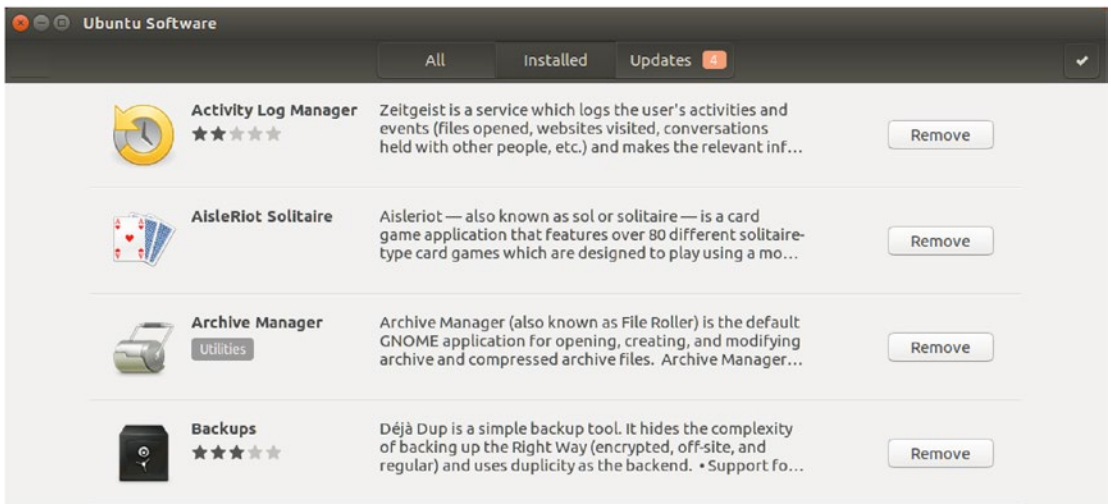 Ubuntu Software
All
Installed
Updates 4
Activity Log Manager
Zeitgeist is a service which logs the user's activities and
events (files opened, websites visited, conversations
held with other people, etc.) and makes the relevant inf...
Remove
AisleRiot Solitaire
Aisleriot — also known as sol or solitaire — is a card
game application that features over 80 different solitaire-
type card games which are designed to play using a mo...
Remove
Archive Manager
Utilities
Archive Manager (also known as File Roller) is the default
GNOME application for opening, creating, and modifying
archive and compressed archive files.  Archive Manager...
Remove
Backups
Déjà Dup is a simple backup tool. It hides the complexity
of backing up the Right Way (encrypted, off-site, and
regular) and uses duplicity as the backend. • Support fo...
Remove